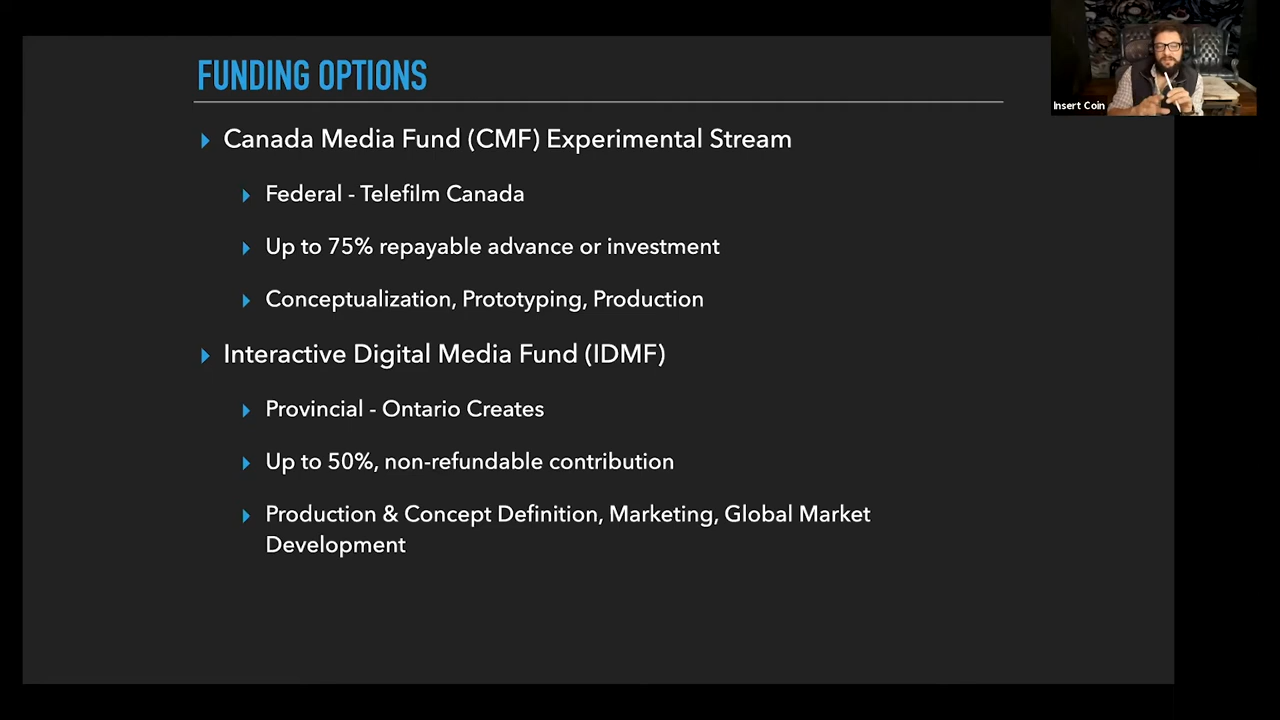 FUNDING OPTIONS
Canada Media Fund (CMF) Experimental Stream
Federal - Telefilm Canada
Up to 75% repayable advance or investment
Conceptualization, Prototyping, Production
Interactive Digital Media Fund (IDMF)
Provincial - Ontario Creates
Up to 50%, non-refundable contribution
Production & Concept Definition, Marketing, Global Market
Development
Insert Coin